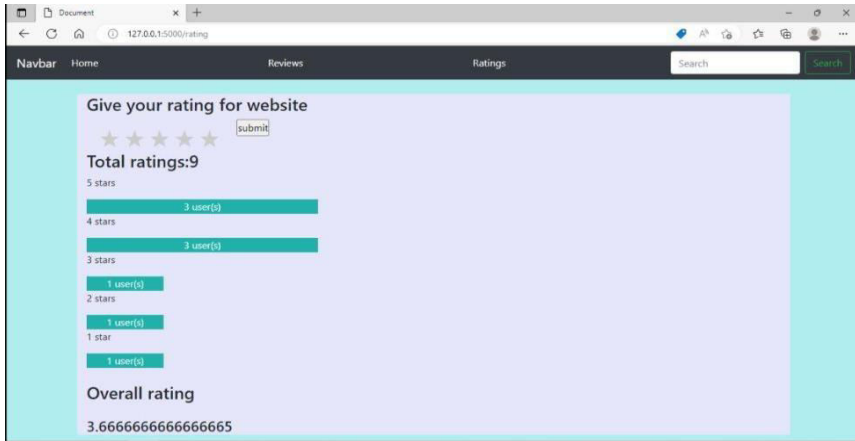 Document
127.0.0.1:5000/rating
Navbar Home Reviews Ratings Search Search
Give your rating for website
submit
Total ratings:9
5 stars
3 user(s)
4 stars
3 user(s)
3 stars
1 user(s)
2 stars
1 user(s)
1 star
1 user(s)
Overall rating
3.6666666666666665